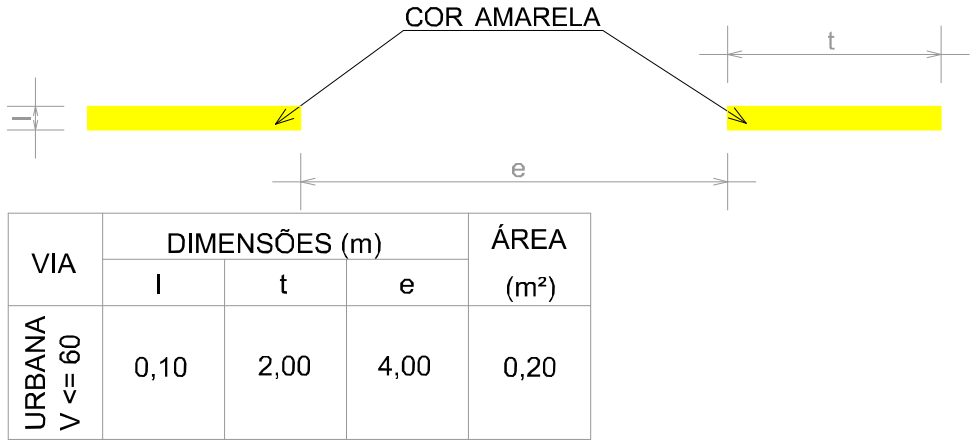 COR AMARELA
t
l
e
VIA
DIMENSÕES (m)
ÁREA
(m²)
l
t
e
URBANA
V <= 60
0,10
2,00
4,00
0,20